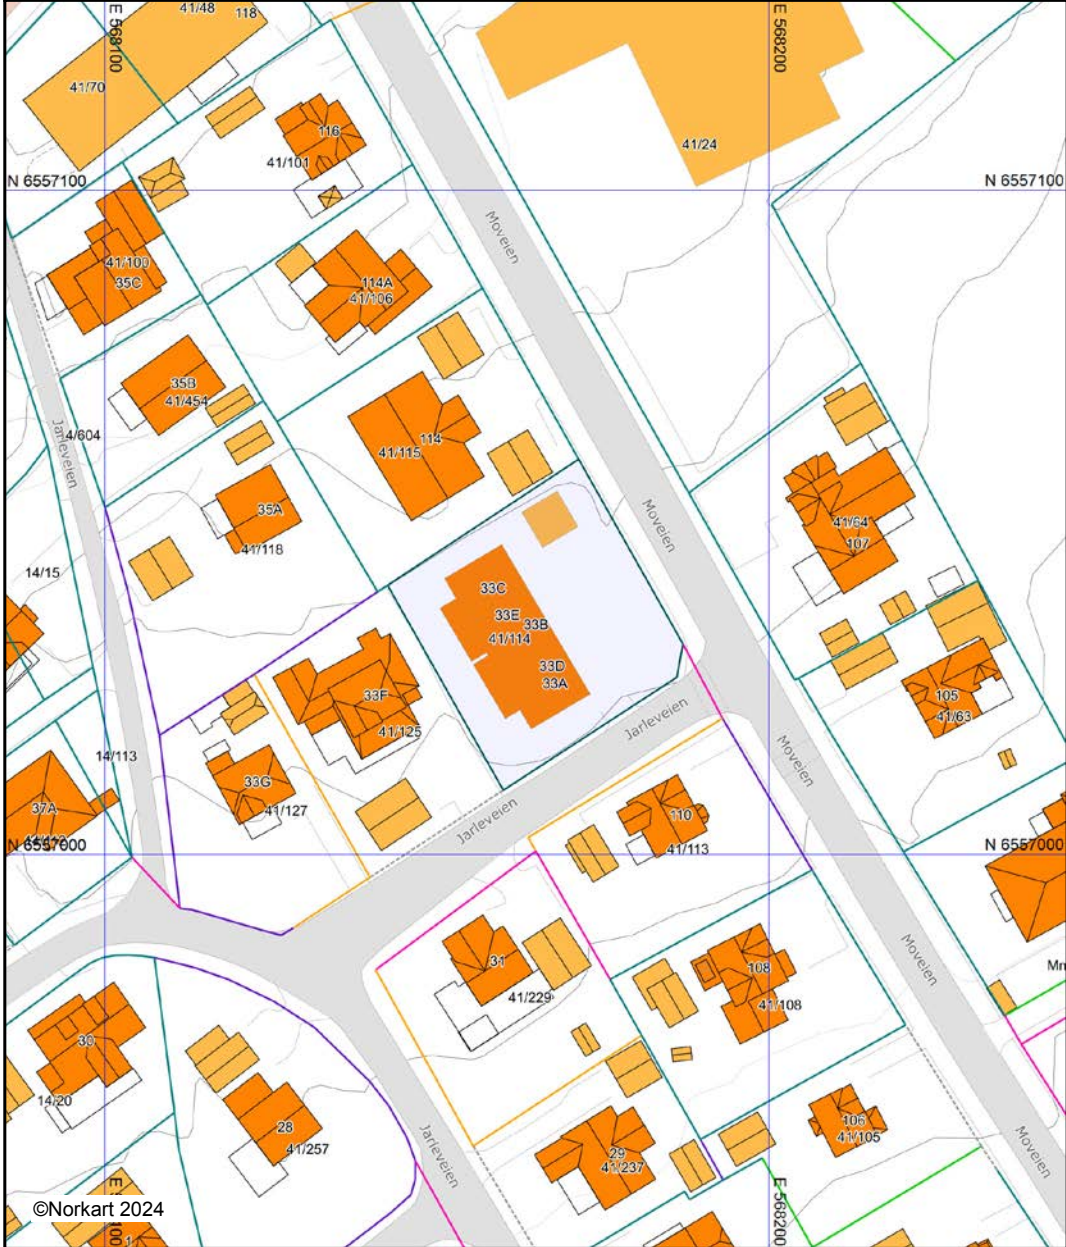 41/48
118
E 568100
E 568200
41/70
116
41/101
41/24
N 6557100
N 6557100
Moveien
41/100
35C
114A
41/106
35B
41/454
4/604
Jarleveien
114
41/115
35A
41/118
Moveien
41/64
107
14/15
33C
33E
33B
41/114
33D
33A
33F
41/125
105
41/63
Jarleveien
14/113
Moveien
33G
41/127
37A
110
41/113
Jarleveien
N 6557000
N 6557000
31
41/229
108
41/108
Moveien
30
14/20
28
41/257
106
41/105
29
41/237
Jarleveien
Moveien
E 568200
©Norkart 2024